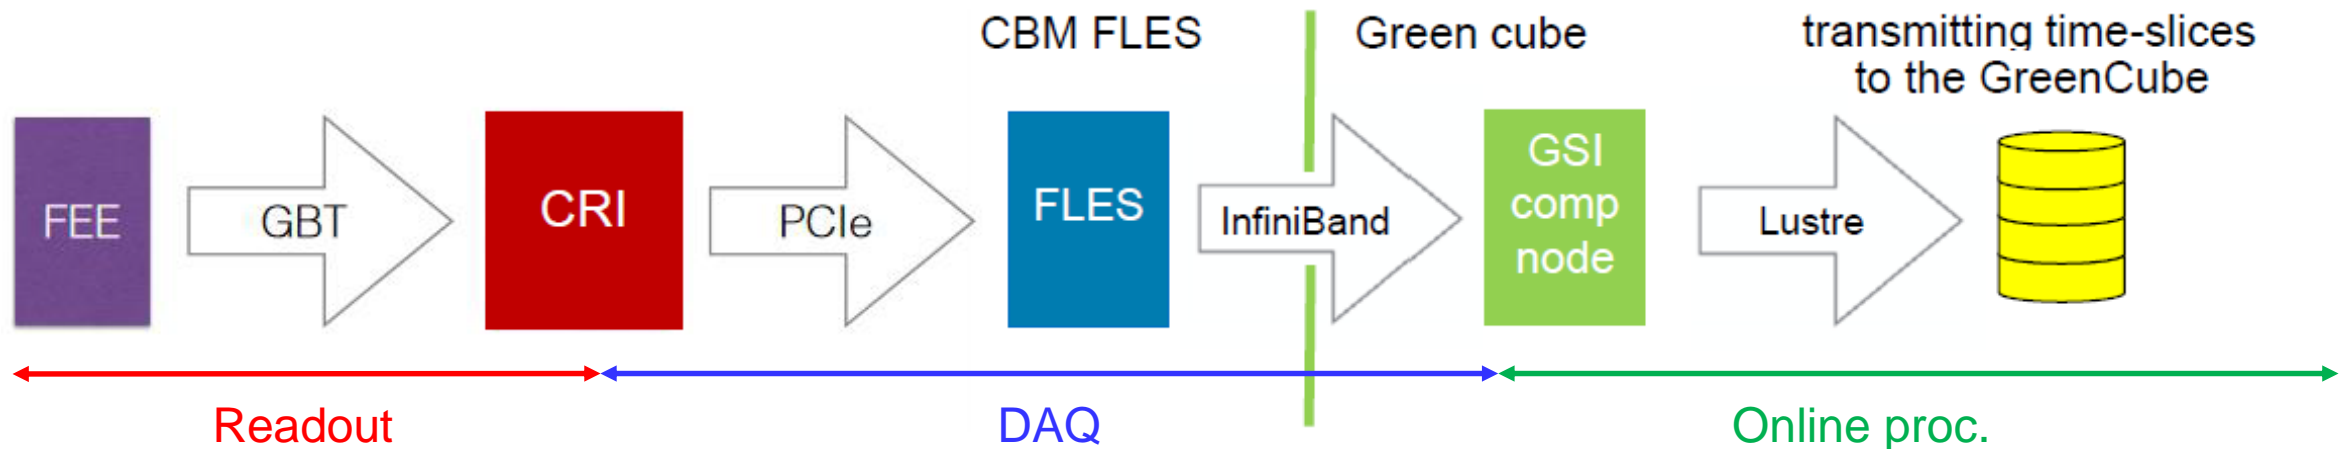 CBM FLES
Green cube
transmitting time-slices
to the GreenCube
FEE
GBT
CRI
PCIe
FLES
InfiniBand
GSI
comp
node
Lustre
Readout
DAQ
Online proc.